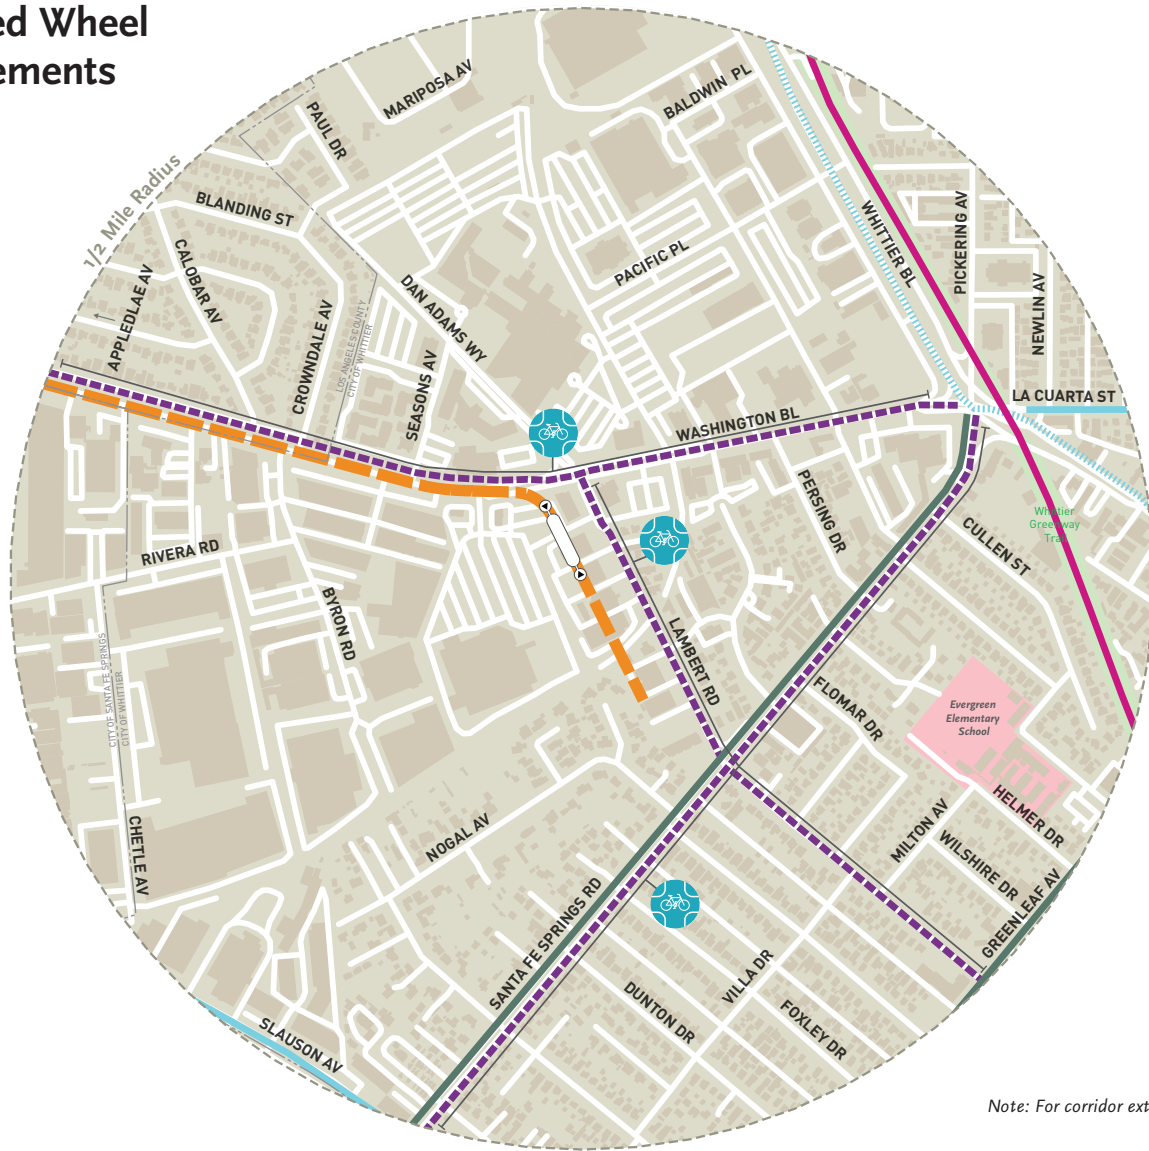 ed Wheel
ements
1/2 Mile Radius
MARIPOSA AV
PAUL DR
BALDWIN PL
BLANDING ST
CALOBAR AV
APPLEDLAE AV
CROWNDALE AV
LOS ANGELES COUNTY
CITY OF WHITTIER
DAN ADAMS WY
SEASONS AV
PACIFIC PL
WHITTIER BL
PICKERING AV
NEWLIN AV
LA CUARTA ST
WASHINGTON BL
PERSING DR
CULLEN ST
Whittier
Greenway
Trail
RIVERA RD
BYRON RD
LAMBERT RD
CITY OF SANTA FE SPRINGS
CITY OF WHITTIER
FLOMAR DR
Evergreen
Elementary
School
HELMER DR
MILTON AV
WILSHIRE DR
GREENLEAF AV
CHETLE AV
NOGAL AV
SANTA FE SPRINGS RD
VILLA DR
DUNTON DR
FOXLEY DR
SLAUSON AV
Note: For corridor ext